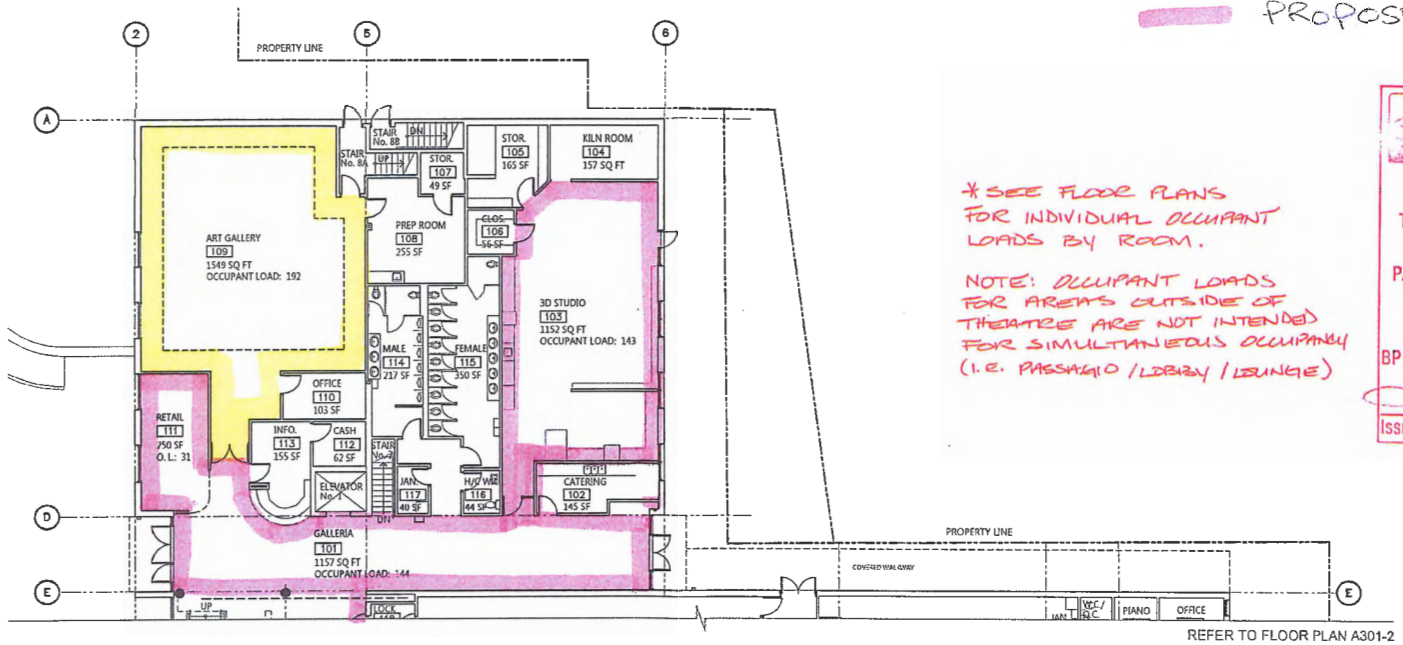 PROPOS
2
5
6
PROPERTY LINE
A
STAIR
No. 8B
DN
STAIR
No. 8A
UP
STOR.
107
49 SF
STOR.
105
165 SF
KILN ROOM
104
157 SQ FT
PREP ROOM
108
255 SF
CLOS.
106
56 SF
ART GALLERY
109
1549 SQ FT
OCCUPANT LOAD: 192
3D STUDIO
103
1152 SQ FT
OCCUPANT LOAD: 143
MALE
114
217 SF
FEMALE
115
350 SF
OFFICE
110
103 SF
RETAIL
111
250 SF
O.L.: 31
INFO.
113
155 SF
CASH
112
62 SF
STAIR
ELEVATOR
No. 1
DN
JAN.
117
40 SF
H/C
116
44 SF
CATERING
102
145 SF
D
GALLERIA
101
1157 SQ FT
OCCUPANT LOAD: 144
E
UP
LOCK
* SEE FLOOR PLANS
FOR INDIVIDUAL OCCUPANT
LOADS BY ROOM.
NOTE: OCCUPANT LOADS
FOR AREAS OUTSIDE OF
THEATRE ARE NOT INTENDED
FOR SIMULTANEOUS OCCUPANCY
(I.E. PASSAGIO / LOBBY / LOUNGE)
BP
PROPERTY LINE
COVERED WALKWAY
JAN
PIANO
OFFICE
E
REFER TO FLOOR PLAN A301-2